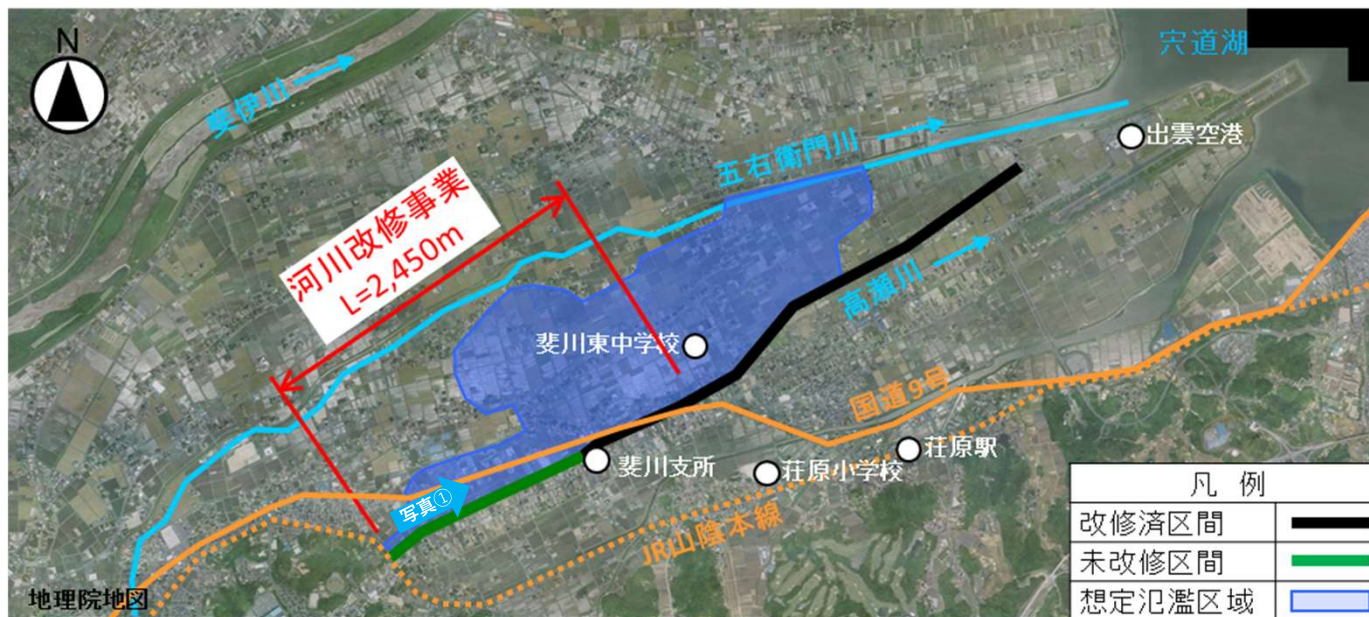 N
宍道湖
斐伊川
出雲空港
五右衛門川
河川改修事業
L=2,450m
高瀬川
斐川東中学校
国道9号
荘原駅
斐川支所
荘原小学校
写真①
JR山陰本線
地理院地図
凡 例
改修済区間
未改修区間
想定氾濫区域